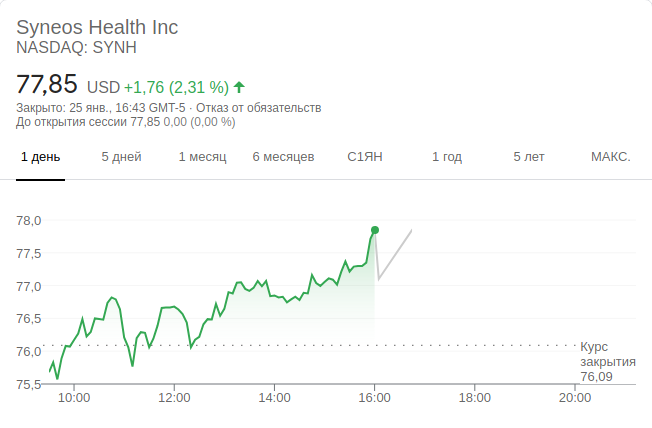 Syneos Health Inc
NASDAQ: SYNH
77,85 USD +1,76 (2,31 %)
Закрыто: 25 янв., 16:43 GMT-5 · Отказ от обязательств
До открытия сессии 77,85 0,00 (0,00 %)
1 день 5 дней 1 месяц 6 месяцев С1ЯН 1 год 5 лет МАКС.
78,0
77,5
77,0
76,5
76,0
75,5
Курс
закрытия
76,09
10:00 12:00 14:00 16:00 18:00 20:00